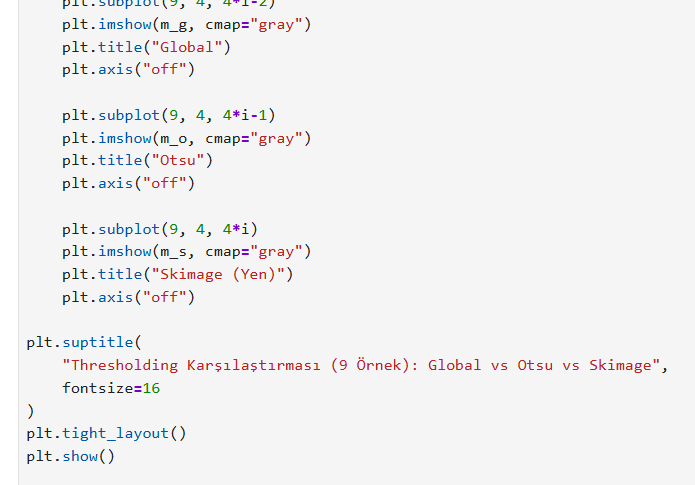 plt.subplot(9, 4, 4*i-2)
plt.imshow(m_g, cmap="gray")
plt.title("Global")
plt.axis("off")
plt.subplot(9, 4, 4*i-1)
plt.imshow(m_o, cmap="gray")
plt.title("Otsu")
plt.axis("off")
plt.subplot(9, 4, 4*i)
plt.imshow(m_s, cmap="gray")
plt.title("Skimage (Yen)")
plt.axis("off")
plt.suptitle(
"Thresholding Karşılaştırması (9 Örnek): Global vs Otsu vs Skimage",
fontsize=16
)
plt.tight_layout()
plt.show()